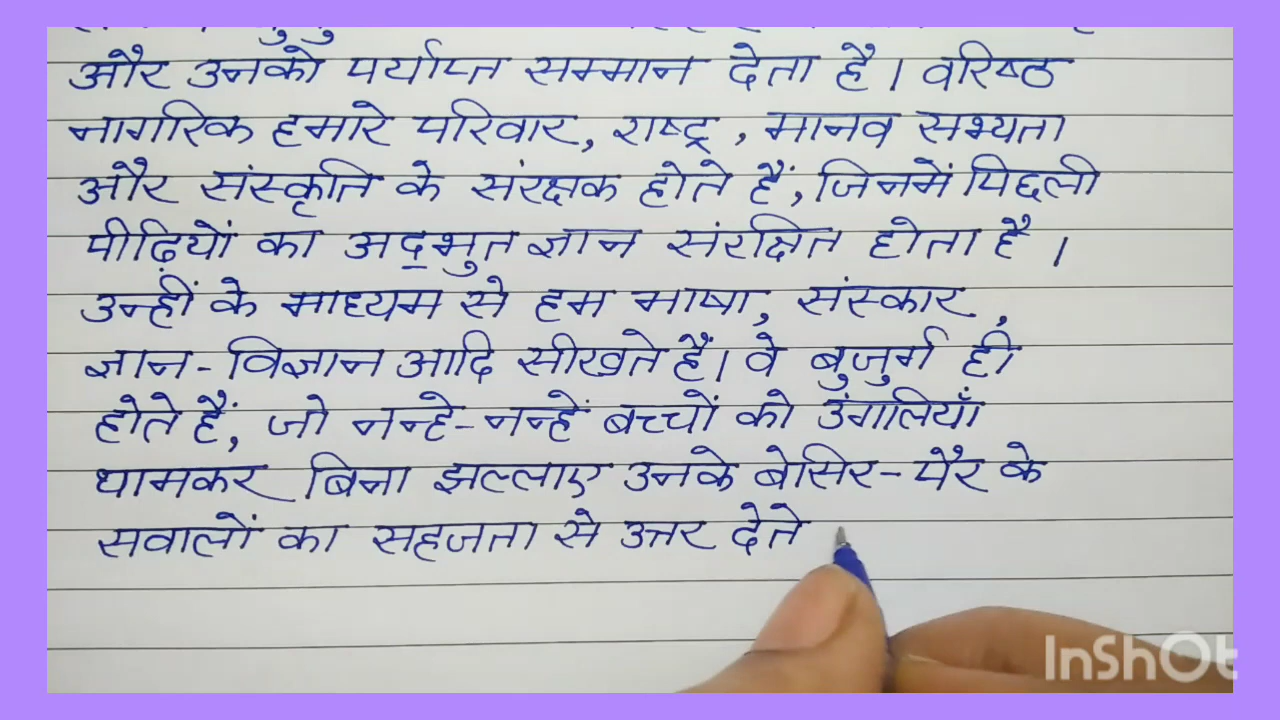 और उनको पर्याप्त सम्मान देता है। वरिष्ठ
नागरिक हमारे परिवार, राष्ट्र, मानव सभ्यता
और संस्कृति के संरक्षक होते हैं, जिनमें पिछली
पीढ़ियों का अद्‌भुत ज्ञान संरक्षित होता है।
उन्हीं के माध्यम से हम भाषा, संस्कार,
ज्ञान-विज्ञान आदि सीखते हैं। वे बुजुर्ग ही
होते हैं, जो नन्हे-नन्हें बच्चों को उंगलियाँ
थामकर बिना झल्लाए उनके बेसिर-पैर के
सवालों का सहजता से उत्तर देते
InShOt